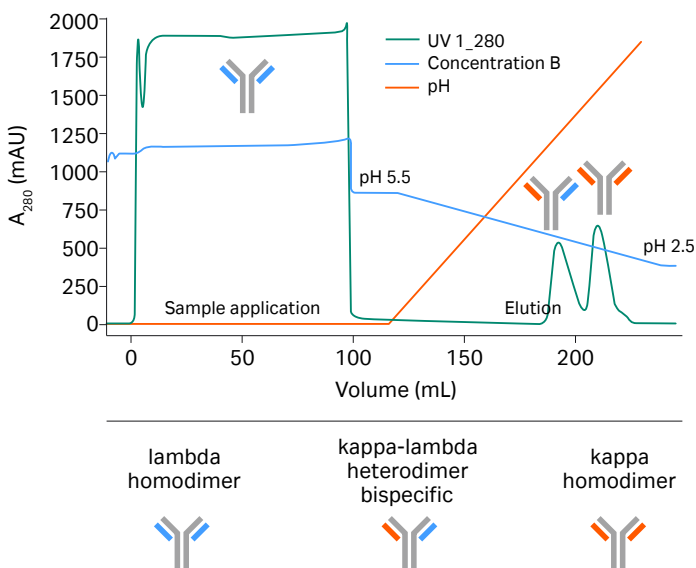 2000
1750
1500
1250
1000
750
500
250
0
A280 (mAU)
UV 1_280
Concentration B
pH
pH 5.5
pH 2.5
Sample application
Elution
0
50
100
150
200
Volume (mL)
lambda
homodimer
kappa-lambda
heterodimer
bispecific
kappa
homodimer